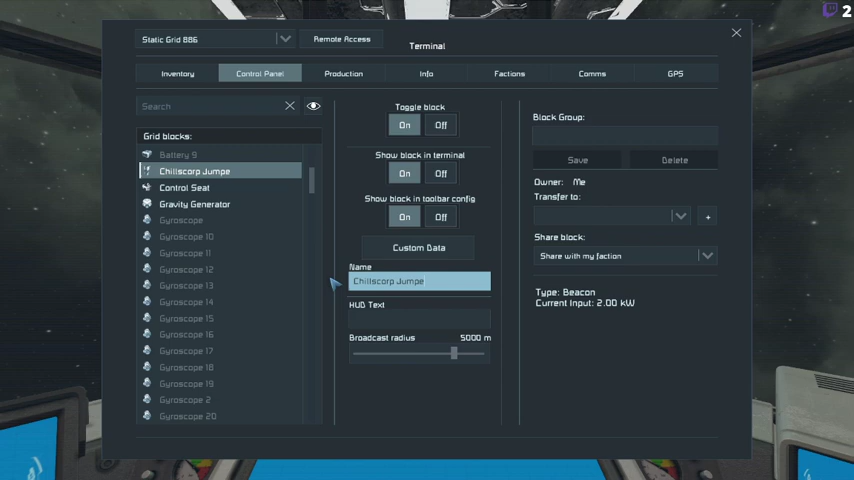 2
Static Grid 886
Remote Access
Terminal
Inventory
Control Panel
Production
Info
Factions
Comms
GPS
Search
Grid blocks:
Battery 9
Chillscorp Jumpe
Control Seat
Gravity Generator
Gyroscope
Gyroscope 10
Gyroscope 11
Gyroscope 12
Gyroscope 13
Gyroscope 14
Gyroscope 15
Gyroscope 16
Gyroscope 17
Gyroscope 18
Gyroscope 19
Gyroscope 2
Gyroscope 20
Toggle block
On Off
Show block in terminal
On Off
Show block in toolbar config
On Off
Custom Data
Name
Chillscorp Jumpe
HUD Text
Broadcast radius 5000 m
Block Group:
Save Delete
Owner: Me
Transfer to:
+
Share block:
Share with my faction
Type: Beacon
Current Input: 2.00 kW